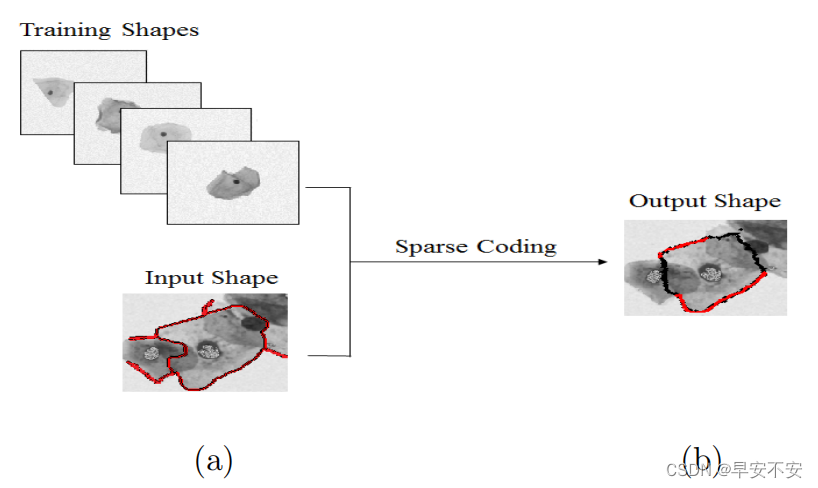 Training Shapes
Input Shape
Sparse Coding
Output Shape
(a)
(b)
CSDN @早安不安